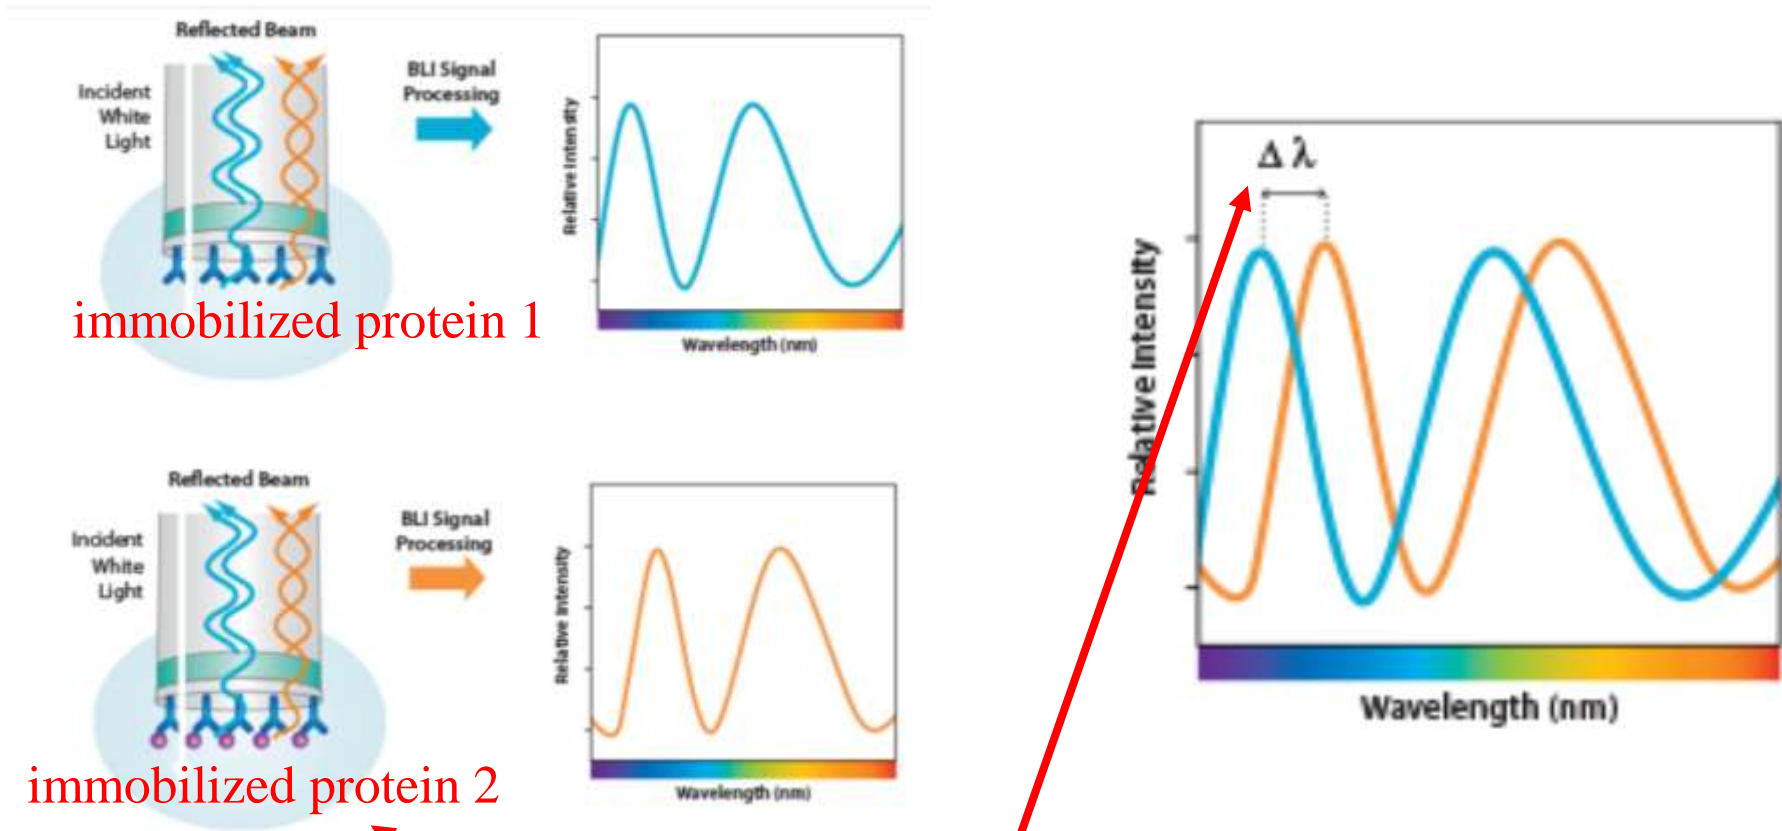 Reflected Beam
Incident
White
Light
BLI Signal
Processing
Relative Intensity
Wavelength (nm)
immobilized protein 1
Reflected Beam
Incident
White
Light
BLI Signal
Processing
Relative Intensity
Wavelength (nm)
immobilized protein 2
Δ λ
Relative Intensity
Wavelength (nm)